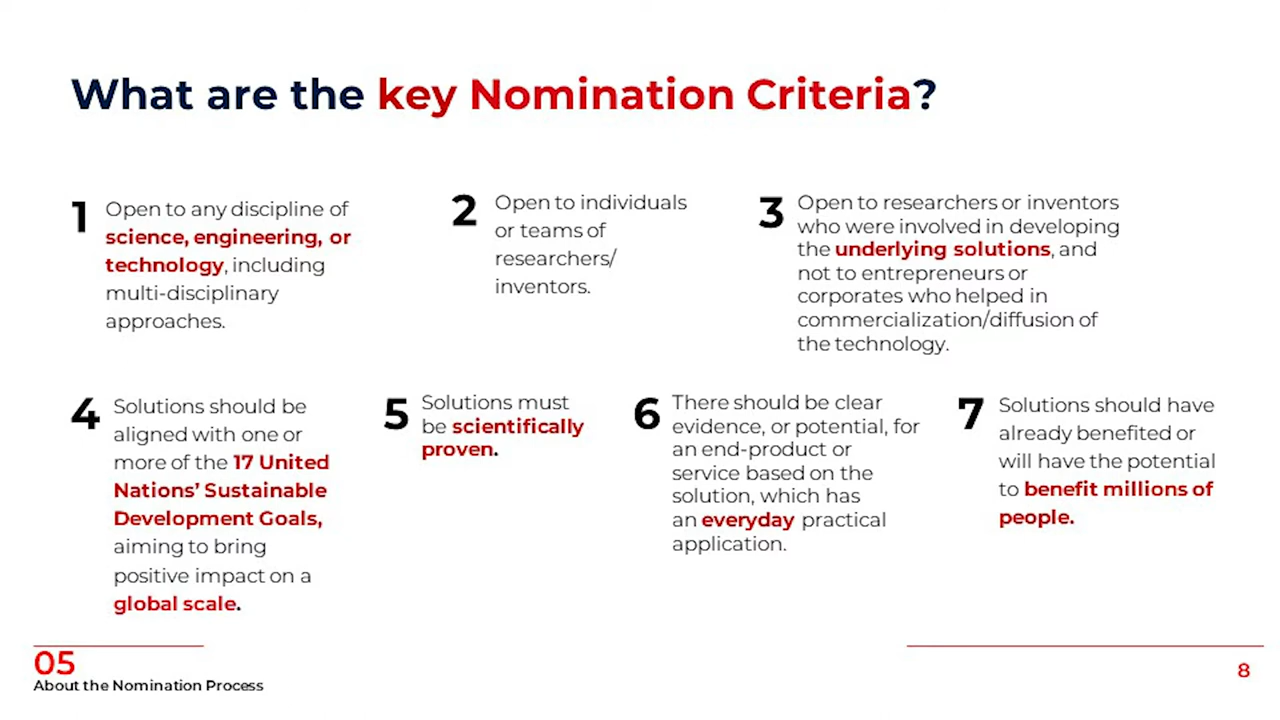 What are the key Nomination Criteria?
1
Open to any discipline of
science, engineering, or
technology, including
multi-disciplinary
approaches.
2
Open to individuals
or teams of
researchers/
inventors.
3
Open to researchers or inventors
who were involved in developing
the underlying solutions, and
not to entrepreneurs or
corporates who helped in
commercialization/diffusion of
the technology.
4
Solutions should be
aligned with one or
more of the 17 United
Nations’ Sustainable
Development Goals,
aiming to bring
positive impact on a
global scale.
5
Solutions must
be scientifically
proven.
6
There should be clear
evidence, or potential, for
an end-product or
service based on the
solution, which has
an everyday practical
application.
7
Solutions should have
already benefited or
will have the potential
to benefit millions of
people.
05
About the Nomination Process
8